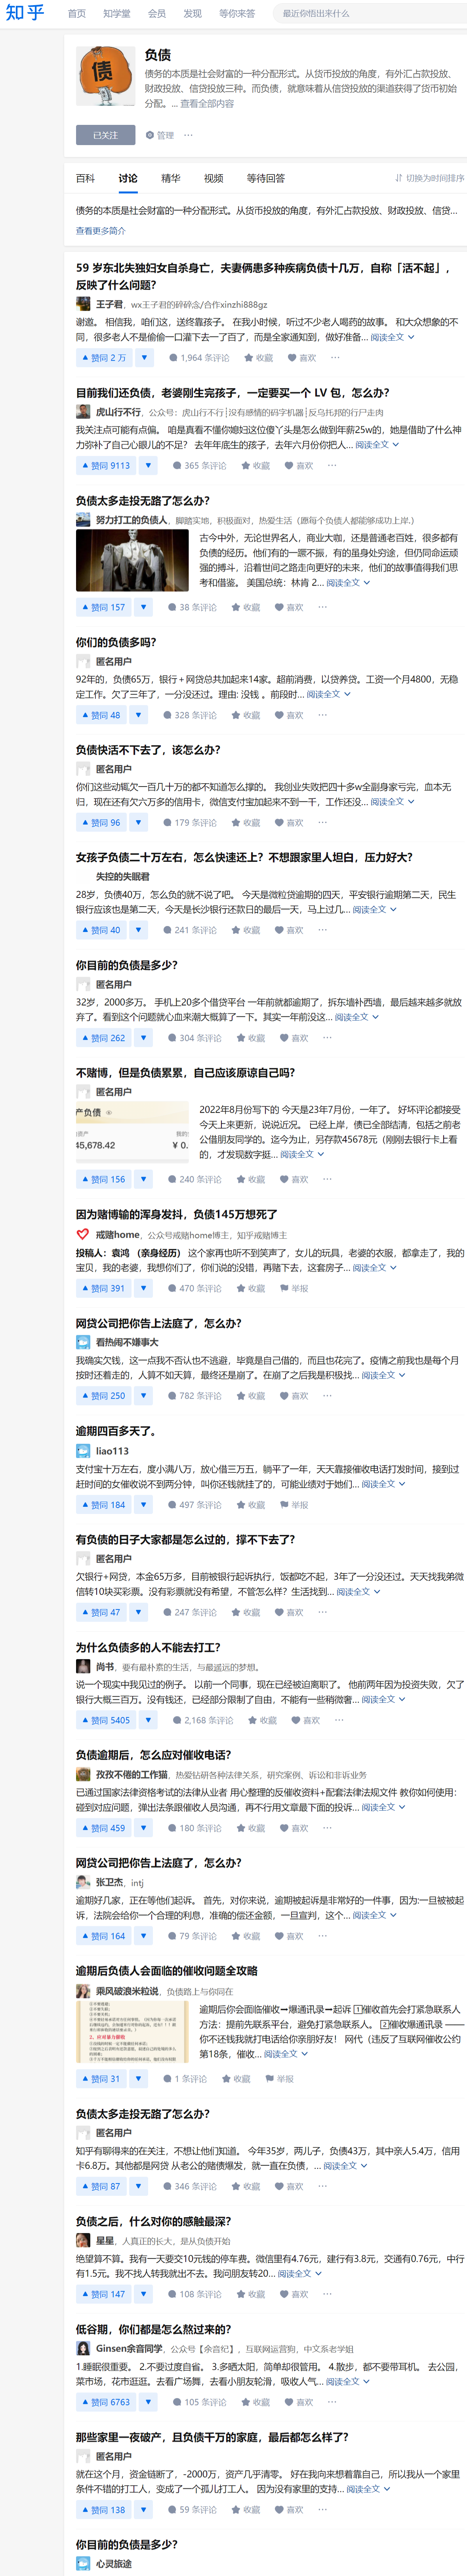 知乎
首页 知学堂 会员 发现 等你来答 最近你悟出来什么
负债
债务的本质是社会财富的一种分配形式。从货币投放的角度，有外汇占款投放、
财政投放、信贷投放三种。而负债，就意味着从信贷投放的渠道获得了货币初始
分配。... 查看全部内容
已关注 管理 ···
百科 讨论 精华 视频 等待回答 切换为时间排序
债务的本质是社会财富的一种分配形式。从货币投放的角度，有外汇占款投放、财政投放、信贷...
查看更多简介
59 岁东北失独妇女自杀身亡，夫妻俩患多种疾病负债十几万，自称「活不起」，
反映了什么问题？
王子君，wx王子君的碎碎念/合作xinzhi888gz
谢邀。 相信我，咱们这，送终靠孩子。 在我小时候，听过不少老人喝药的故事。 和大众想象的不
同，很多老人不是偷偷一口灌下去一了百了，而是全家通知到，做好准备... 阅读全文
赞同 2 万 1,964 条评论 收藏 喜欢 ···
目前我们还负债，老婆刚生完孩子，一定要买一个 LV 包，怎么办？
虎山行不行，公众号：虎山行不行┊没有感情的码字机器┊反乌托邦的行尸走肉
我关注点可能有点偏。 咱是真看不懂你媳妇这位傻丫头是怎么做到年薪25w的，她是借助了什么神
力弥补了自己心眼儿的不足？ 去年年底生的孩子，去年六月份你把人... 阅读全文
赞同 9113 365 条评论 收藏 喜欢 ···
负债太多走投无路了怎么办？
努力打工的负债人，脚踏实地，积极面对，热爱生活（愿每个负债人都能够成功上岸.）
古今中外，无论世界名人，商业大咖，还是普通老百姓，很多都有
负债的经历。他们有的一蹶不振，有的虽身处穷途，但仍同命运顽
强的搏斗，沿着世间之路走向更好的未来，他们的故事值得我们思
考和借鉴。 美国总统：林肯 2... 阅读全文
赞同 157 38 条评论 收藏 喜欢 ···
你们的负债多吗？
匿名用户
92年的，负债65万，银行＋网贷总共加起来14家。超前消费，以贷养贷。工资一个月4800，无稳
定工作。欠了三年了，一分没还过。理由: 没钱 。前段时... 阅读全文
赞同 48 328 条评论 收藏 喜欢 ···
负债快活不下去了，该怎么办？
匿名用户
你们这些动辄欠一百几十万的都不知道怎么撑的。 我创业失败把四十多w全副身家亏完，血本无
归，现在还有欠六万多的信用卡，微信支付宝加起来不到一千，工作还没... 阅读全文
赞同 96 179 条评论 收藏 喜欢 ···
女孩子负债二十万左右，怎么快速还上？不想跟家里人坦白，压力好大？
失控的失眠君
28岁，负债40万，怎么负的就不说了吧。 今天是微粒贷逾期的四天，平安银行逾期第二天，民生
银行应该也是第二天，今天是长沙银行还款日的最后一天，马上过几... 阅读全文
赞同 40 241 条评论 收藏 喜欢 ···
你目前的负债是多少？
匿名用户
32岁，2000多万。 手机上20多个借贷平台 一年前就都逾期了，拆东墙补西墙，最后越来越多就放
弃了。看到这个问题就心血来潮大概算了一下。其实一年前没这... 阅读全文
赞同 262 304 条评论 收藏 喜欢 ···
不赌博，但是负债累累，自己应该原谅自己吗？
匿名用户
产负债
45,678.42 ¥ 0.
2022年8月份写下的 今天是23年7月份，一年了。 好坏评论都接受
今天上来更新，说说近况。 已经上岸，债已全部结清，包括之前老
公借朋友同学的。迄今为止，另存款45678元（刚刚去银行卡上看
的，才发现数字挺... 阅读全文
赞同 156 240 条评论 收藏 喜欢 ···
因为赌博输的浑身发抖，负债145万想死了
戒赌home，公众号戒赌home博主，知乎戒赌博主
投稿人：袁鸿 （亲身经历） 这个家再也听不到笑声了，女儿的玩具，老婆的衣服，都拿走了，我的
宝贝，我的老婆，我想你们了，你们说的没错，再赌下去，这套房子... 阅读全文
赞同 391 470 条评论 收藏 举报
网贷公司把你告上法庭了，怎么办？
看热闹不嫌事大
我确实欠钱，这一点我不否认也不逃避，毕竟是自己借的，而且也花完了。疫情之前我也是每个月
按时还着走的，人算不如天算，最终还是崩了。在崩了之后我是积极找... 阅读全文
赞同 250 782 条评论 收藏 喜欢 ···
逾期四百多天了。
liao113
支付宝十万左右，度小满八万，放心借三万五，躺平了一年，天天靠接催收电话打发时间，接到过
赶时间的女催收说不到两分钟，叫你还钱就挂了的，可能业绩对于她们... 阅读全文
赞同 184 497 条评论 收藏 举报
有负债的日子大家都是怎么过的，撑不下去了？
匿名用户
欠银行+网贷，本金65万多，目前被银行起诉执行，饭都吃不起，3年了一分没还过。天天找我弟微
信转10块买彩票。没有彩票就没有希望，不管怎么样？生活找到... 阅读全文
赞同 47 247 条评论 收藏 喜欢 ···
为什么负债多的人不能去打工？
尚书，要有最朴素的生活，与最遥远的梦想。
说一个现实中我见过的例子。 以前一个同事，现在已经被迫离职了。 他前两年因为投资失败，欠了
银行大概三百万。没有钱还，已经部分限制了自由，不能有一些稍微奢... 阅读全文
赞同 5405 2,168 条评论 收藏 喜欢 ···
负债逾期后，怎么应对催收电话？
孜孜不倦的工作猫，热爱钻研各种法律关系，研究案例、诉讼和非诉业务
已通过国家法律资格考试的法律从业者 用心整理的反催收资料+配套法律法规文件 教你如何使用：
碰到对应问题，弹出法条跟催收人员沟通，再不行用文章最下面的投诉... 阅读全文
赞同 459 180 条评论 收藏 喜欢 ···
网贷公司把你告上法庭了，怎么办？
张卫杰，intj
逾期好几家，正在等他们起诉。 首先，对你来说，逾期被起诉是非常好的一件事，因为:一旦被被起
诉，法院会给你一个合理的利息，准确的偿还金额，一旦宣判，这个... 阅读全文
赞同 164 79 条评论 收藏 喜欢 ···
逾期后负债人会面临的催收问题全攻略
乘风破浪米粒说，负债路上与你同在
逾期后你会面临催收➡爆通讯录➡起诉 1️⃣催收首先会打紧急联系人
方法：提前先联系平台，避免打紧急联系人。 2️⃣催收爆通讯录 ——
你不还钱我就打电话给你亲朋好友！ 网代（违反了互联网催收公约
第18条，催收... 阅读全文
赞同 31 1 条评论 收藏 举报
负债太多走投无路了怎么办？
匿名用户
知乎有聊得来的在关注，不想让他们知道。 今年35岁，两儿子，负债43万，其中亲人5.4万，信用
卡6.8万。其他都是网贷 从老公的赌债爆发，就一直在负债，... 阅读全文
赞同 87 346 条评论 收藏 喜欢 ···
负债之后，什么对你的感触最深？
星星，人真正的长大，是从负债开始
绝望算不算。我有一天要交10元钱的停车费。微信里有4.76元，建行有3.8元，交通有0.76元，中行
有1.5元。我不找人转我就出不去。我问朋友转20... 阅读全文
赞同 147 108 条评论 收藏 喜欢 ···
低谷期，你们都是怎么熬过来的？
Ginsen余音同学，公众号【余音纪】，互联网运营狗，中文系老学姐
1.睡眠很重要。 2.不要过度自省。 3.多晒太阳，简单却很管用。 4.散步，都不要带耳机。 去公园，
菜市场，花市逛逛。去看广场舞，去看小朋友轮滑，吸收人气... 阅读全文
赞同 6763 105 条评论 收藏 喜欢 ···
那些家里一夜破产，且负债千万的家庭，最后都怎么样了？
匿名用户
就在这个月，资金链断了，-2000万，资产几乎清零。 好在我向来想着靠自己，所以我从一个家里
条件不错的打工人，变成了一个孤儿打工人。 因为没有家里的支持... 阅读全文
赞同 138 59 条评论 收藏 喜欢 ···
你目前的负债是多少？
心灵旅途